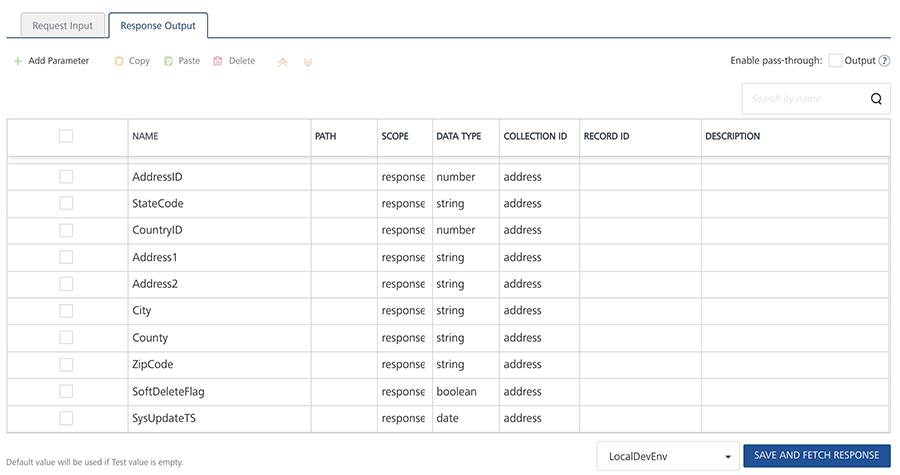 Request Input Response Output
+ Add Parameter Copy Paste Delete Enable pass-through: Output ?
Search by name
NAME PATH SCOPE DATA TYPE COLLECTION ID RECORD ID DESCRIPTION
AddressID response number address
StateCode response string address
CountryID response number address
Address1 response string address
Address2 response string address
City response string address
County response string address
ZipCode response string address
SoftDeleteFlag response boolean address
SysUpdateTS response date address
Default value will be used if Test value is empty. LocalDevEnv SAVE AND FETCH RESPONSE